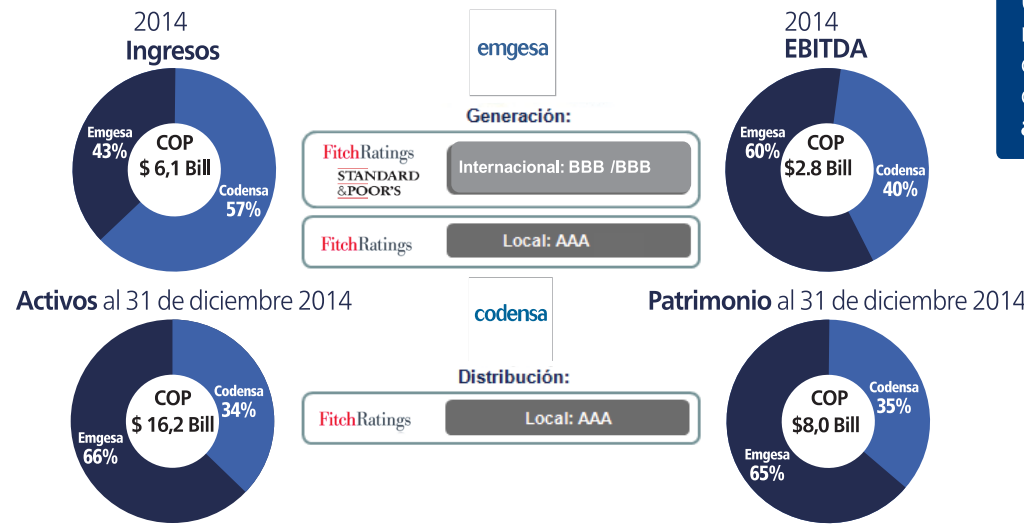 2014
Ingresos
Emgesa
43%
COP
$ 6,1 Bill
Codensa
57%
emgesa
Generación:
FitchRatings
STANDARD
&POOR'S
Internacional: BBB /BBB
FitchRatings
Local: AAA
2014
EBITDA
Emgesa
60%
COP
$2.8 Bill
Codensa
40%
Activos al 31 de diciembre 2014
COP
$ 16,2 Bill
Codensa
34%
Emgesa
66%
codensa
Distribución:
FitchRatings
Local: AAA
Patrimonio al 31 de diciembre 2014
COP
$8,0 Bill
Codensa
35%
Emgesa
65%